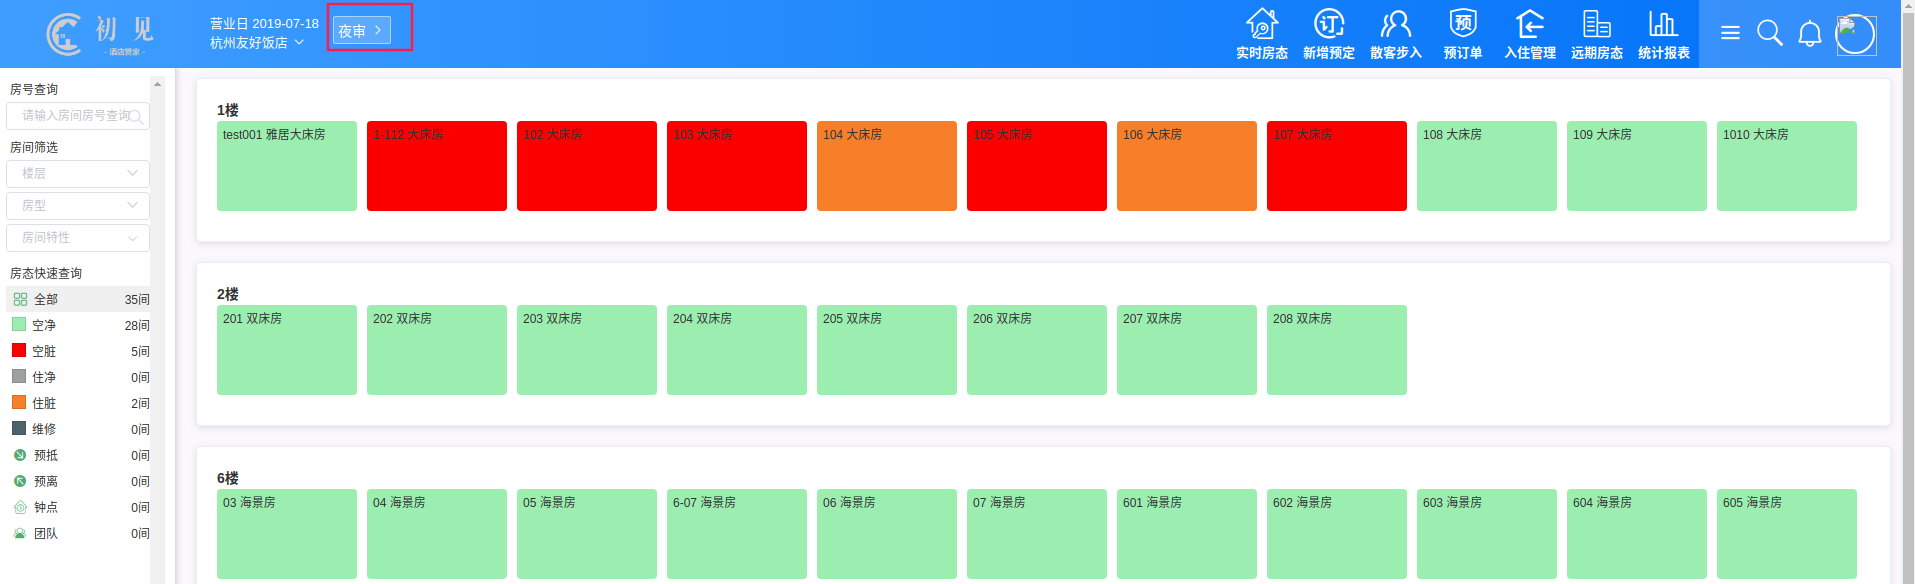 初见
- 酒店管家 -
营业日 2019-07-18
杭州友好饭店
夜审
订
预
实时房态
新增预定
散客步入
预订单
入住管理
远期房态
统计报表
房号查询
请输入房间房号查询
房间筛选
楼层
房型
房间特性
房态快速查询
全部 35间
空净 28间
空脏 5间
住净 0间
住脏 2间
维修 0间
预抵 0间
预离 0间
钟点 0间
团队 0间
1楼
test001 雅居大床房
1-112 大床房
102 大床房
103 大床房
104 大床房
105 大床房
106 大床房
107 大床房
108 大床房
109 大床房
1010 大床房
2楼
201 双床房
202 双床房
203 双床房
204 双床房
205 双床房
206 双床房
207 双床房
208 双床房
6楼
03 海景房
04 海景房
05 海景房
6-07 海景房
06 海景房
07 海景房
601 海景房
602 海景房
603 海景房
604 海景房
605 海景房